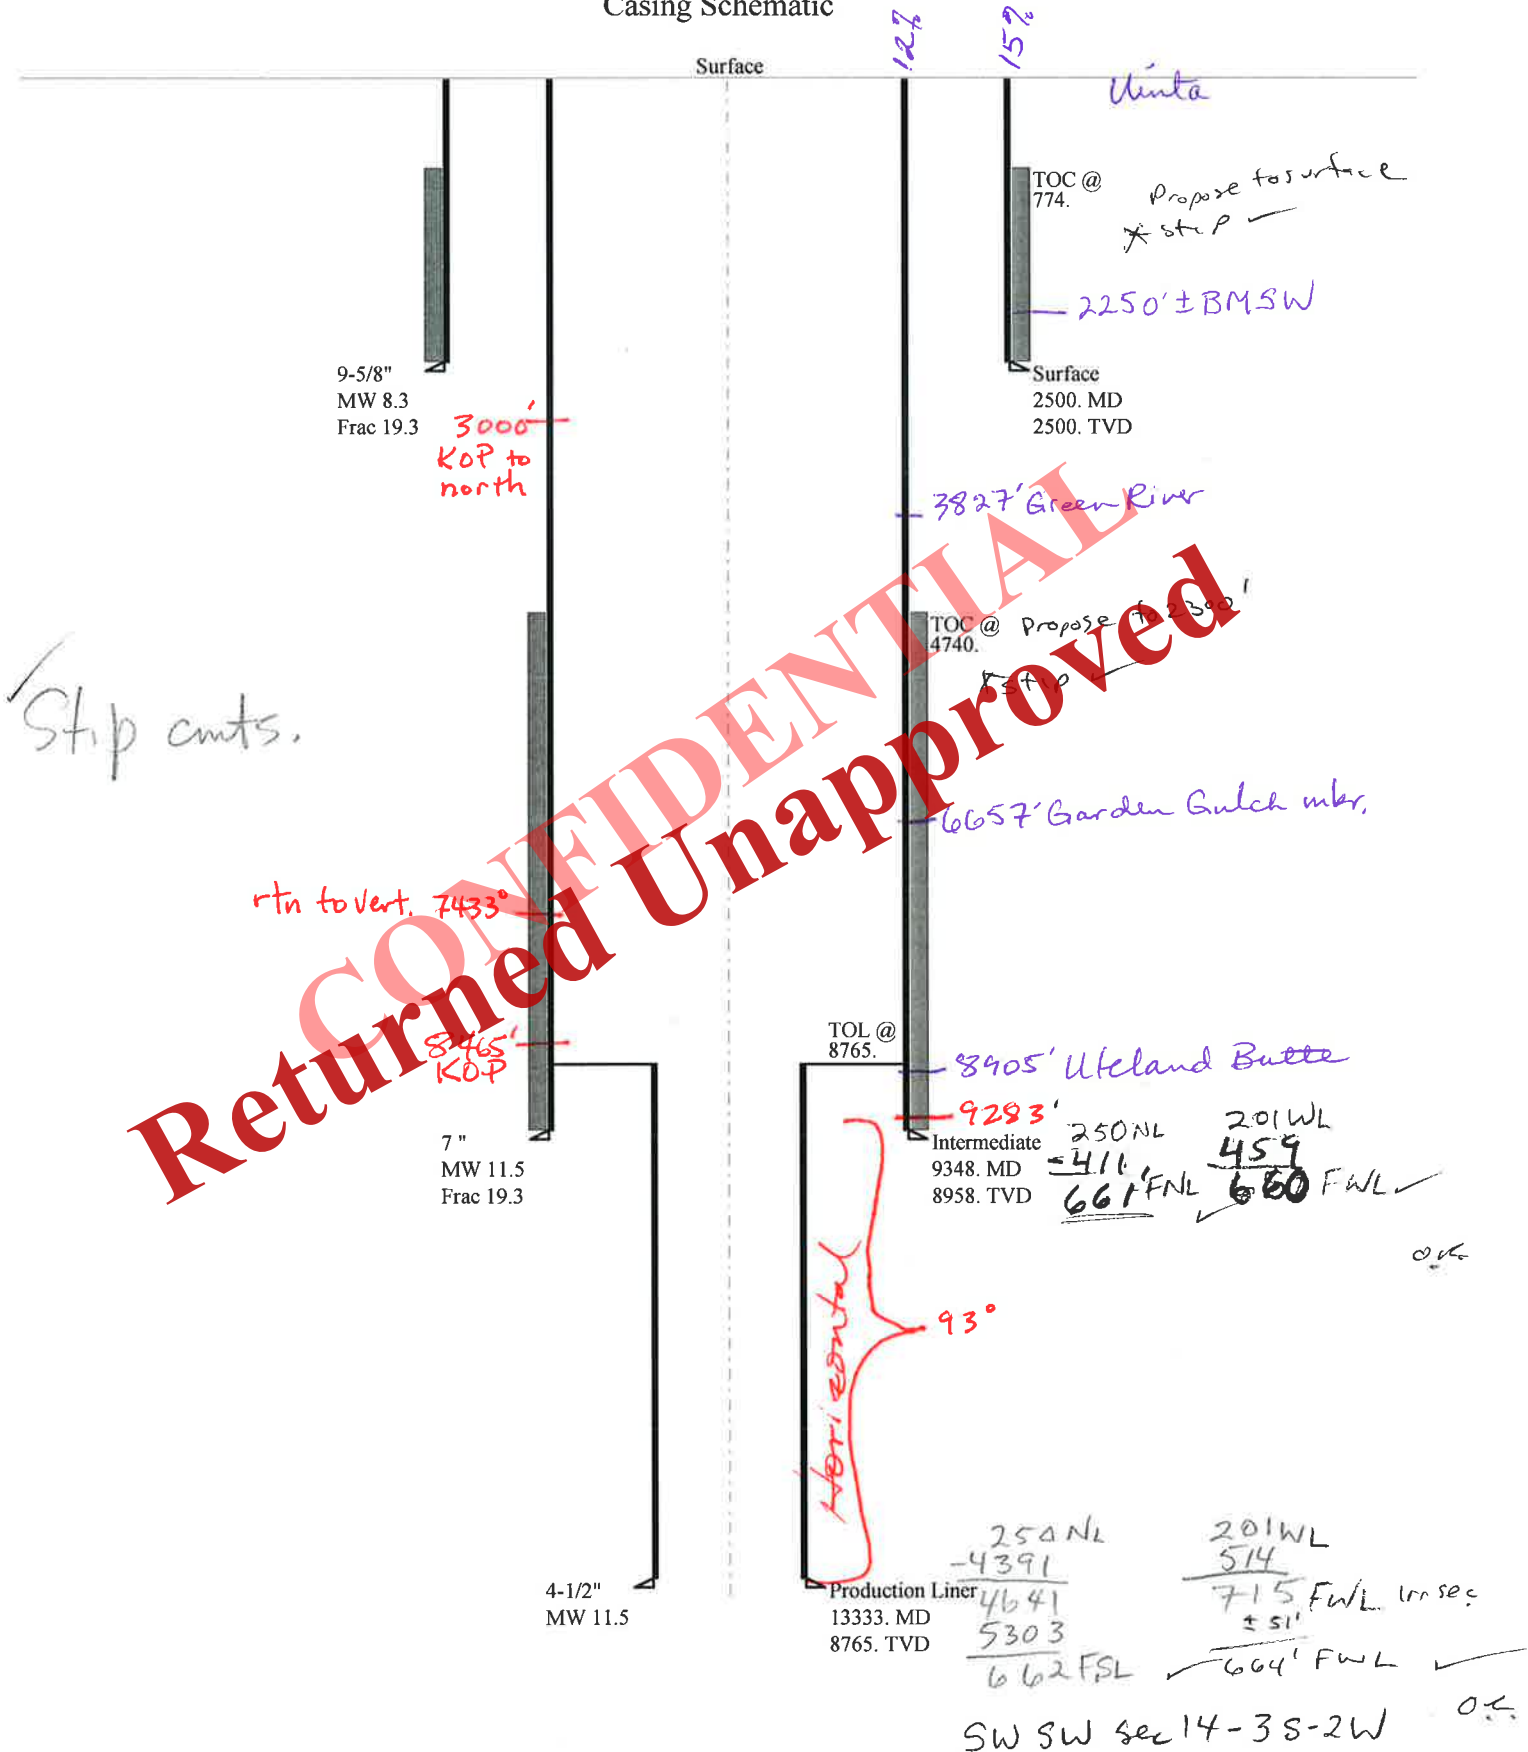 Casing Schematic
12%
15%
Surface
Uinta
TOC @
774.
Propose to surface
* stip ✓
2250' ± BMSW
9-5/8"
MW 8.3
Frac 19.3
Surface
2500. MD
2500. TVD
3000'
KOP to
north
3827' Green River
TOC @
4740.
Propose to 2300'
* stip ✓
✓ Stip cmts.
6657' Garden Gulch mbr.
rtn to vert. 7433°
CONFIDENTIAL
Returned Unapproved
8465'
KOP
TOL @
8765.
8905' Uteland Butte
9283'
7 "
MW 11.5
Frac 19.3
Intermediate
9348. MD
8958. TVD
250 NL
-411
661' FNL ✓
201 WL
459
660 FWL ✓
o.k.
Horizontal
93°
4-1/2"
MW 11.5
Production Liner
13333. MD
8765. TVD
250 NL
-4391
4641
5303
662 FSL ✓
201 WL
514
715 FWL Irr sec
± 51'
664' FWL ✓
o.k.
SW SW Sec 14-3S-2W